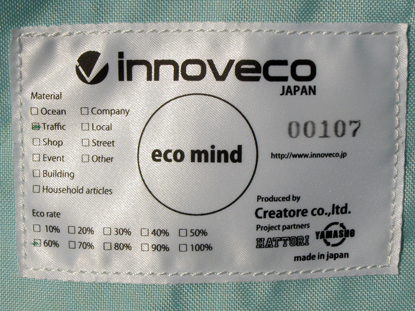 innoveco
JAPAN
Material
Ocean Company
Traffic Local
Shop Street
Event Other
Building
Household articles
eco mind
00107
http://www.innoveco.jp
Eco rate
10% 20% 30% 40% 50%
60% 70% 80% 90% 100%
Produced by
Creatore co.,ltd.
Project partners
HATTORI YAMASHO
made in japan